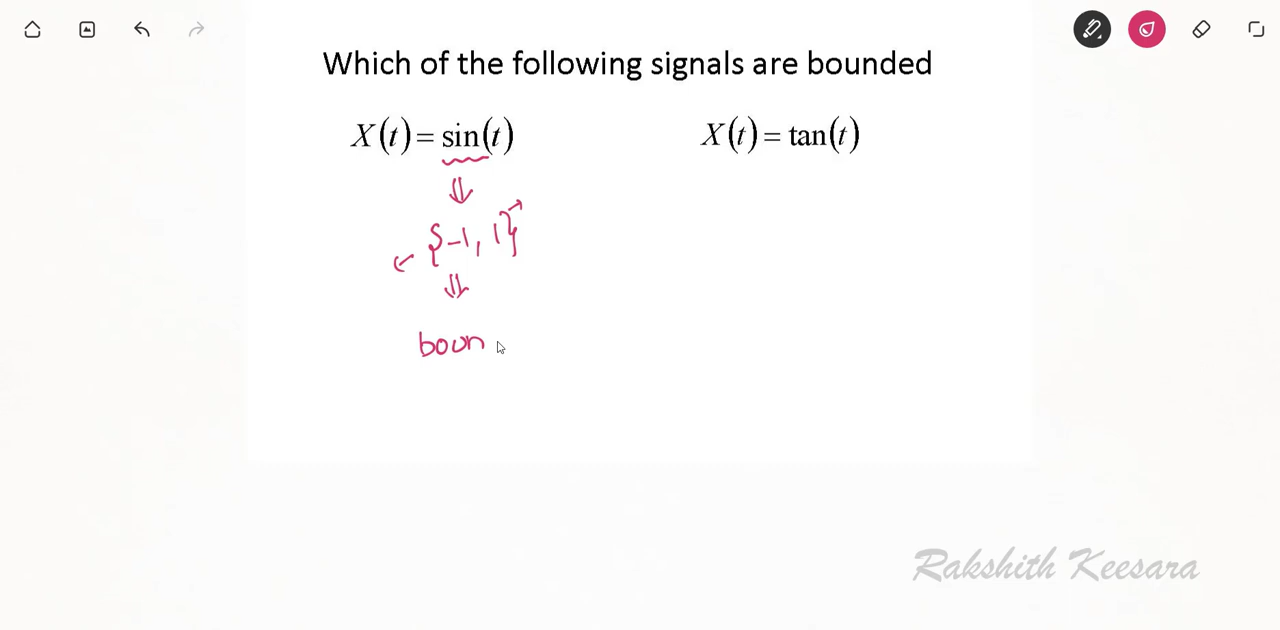 Which of the following signals are bounded
X(t) = sin(t)
X(t) = tan(t)
{-1, 1}
boun
Rakshith Keesara